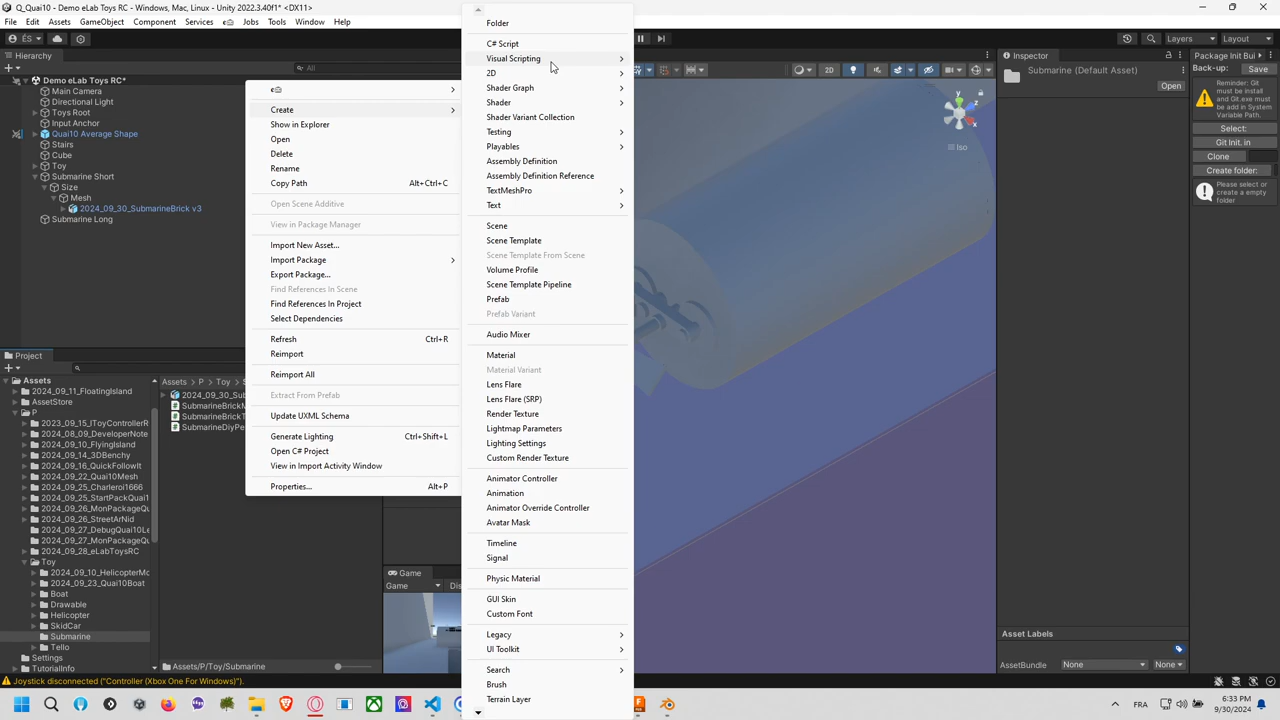 Q_Quai10 - Demo eLab Toys RC - Windows, Mac, Linux - Unity 2022.3.40f1* <DX11>
File Edit Assets GameObject Component Services Jobs Tools Window Help
ÉS
Layers Layout
Hierarchy
All
Demo eLab Toys RC*
Main Camera
Directional Light
Toys Root
Input Anchor
Quai10 Average Shape
Stairs
Cube
Toy
Submarine Short
Size
Mesh
2024_09_30_SubmarineBrick v3
Submarine Long
Create
Show in Explorer
Open
Delete
Rename
Copy Path Alt+Ctrl+C
Open Scene Additive
View in Package Manager
Import New Asset...
Import Package
Export Package...
Find References In Scene
Find References In Project
Select Dependencies
Refresh Ctrl+R
Reimport
Reimport All
Extract From Prefab
Update UXML Schema
Generate Lighting Ctrl+Shift+L
Open C# Project
View in Import Activity Window
Properties... Alt+P
Folder
C# Script
Visual Scripting
2D
Shader Graph
Shader
Shader Variant Collection
Testing
Playables
Assembly Definition
Assembly Definition Reference
TextMeshPro
Text
Scene
Scene Template
Scene Template From Scene
Volume Profile
Scene Template Pipeline
Prefab
Prefab Variant
Audio Mixer
Material
Material Variant
Lens Flare
Lens Flare (SRP)
Render Texture
Lightmap Parameters
Lighting Settings
Custom Render Texture
Animator Controller
Animation
Animator Override Controller
Avatar Mask
Timeline
Signal
Physic Material
GUI Skin
Custom Font
Legacy
UI Toolkit
Search
Brush
Terrain Layer
2D
y
x
z
Iso
Inspector
Submarine (Default Asset)
Open
Asset Labels
AssetBundle None None
Package iniG
Save
Reminder: Git
must be install
and Git.exe must
be add in System
Variable Path.
Select:
Git Init. in
Clone
Create folder:
Please select or
create a empty
folder
Project
Assets
2024_09_11_FloatingIsland
AssetStore
P
2023_09_15_IToyControllerR
2024_08_09_DeveloperNote
2024_09_10_FlyingIsland
2024_09_14_3DBenchy
2024_09_16_QuickFollowIt
2024_09_22_Quai10Mesh
2024_09_25_Charleroi1666
2024_09_25_StartPackQuai1
2024_09_26_MonPackageQ
2024_09_26_StreetArNid
2024_09_27_DebugQuai10Le
2024_09_27_MonPackageQ
2024_09_28_eLabToysRC
Toy
2024_09_10_HelicopterMo
2024_09_23_Quai10Boat
Boat
Drawable
Helicopter
SkidCar
Submarine
Tello
Settings
TutorialInfo
Assets > P > Toy >
2024_09_30_Su
SubmarineBrickM
SubmarineBrickT
SubmarineDiyPe
Assets/P/Toy/Submarine
Game
Game Dis
Joystick disconnected ("Controller (Xbox One For Windows)").
FRA
6:33 PM
9/30/2024